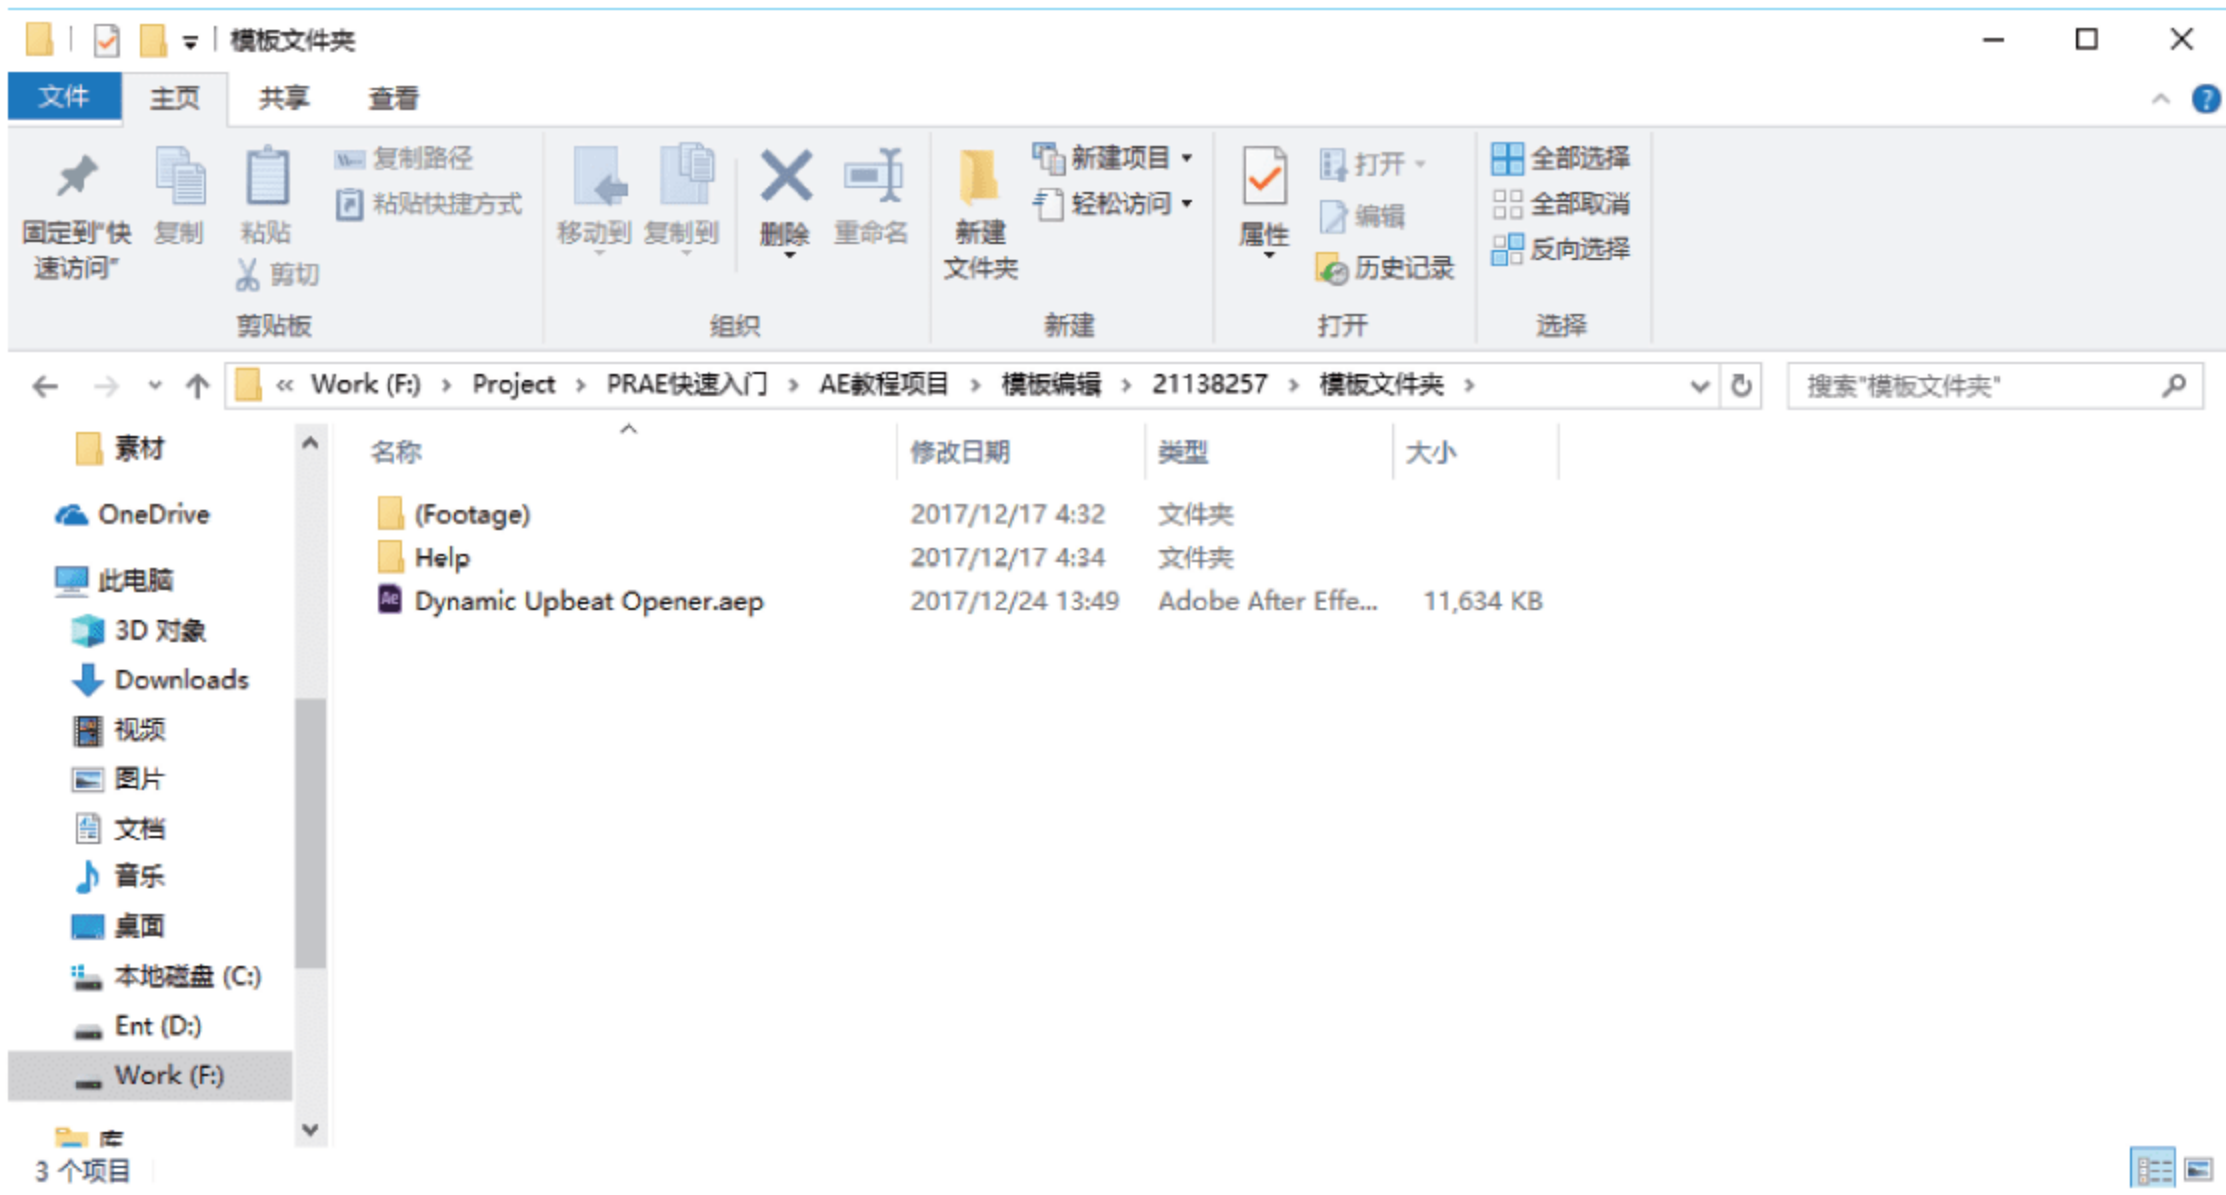 模板文件夹
文件 主页 共享 查看
固定到"快速访问"
复制
粘贴
复制路径
粘贴快捷方式
剪切
剪贴板
移动到
复制到
删除
重命名
组织
新建
文件夹
新建项目
轻松访问
新建
属性
打开
编辑
历史记录
打开
全部选择
全部取消
反向选择
选择
« Work (F:) › Project › PRAE快速入门 › AE教程项目 › 模板编辑 › 21138257 › 模板文件夹 ›
搜索"模板文件夹"
素材
OneDrive
此电脑
3D 对象
Downloads
视频
图片
文档
音乐
桌面
本地磁盘 (C:)
Ent (D:)
Work (F:)
库
名称 修改日期 类型 大小
(Footage) 2017/12/17 4:32 文件夹
Help 2017/12/17 4:34 文件夹
Ae Dynamic Upbeat Opener.aep 2017/12/24 13:49 Adobe After Effe... 11,634 KB
3 个项目